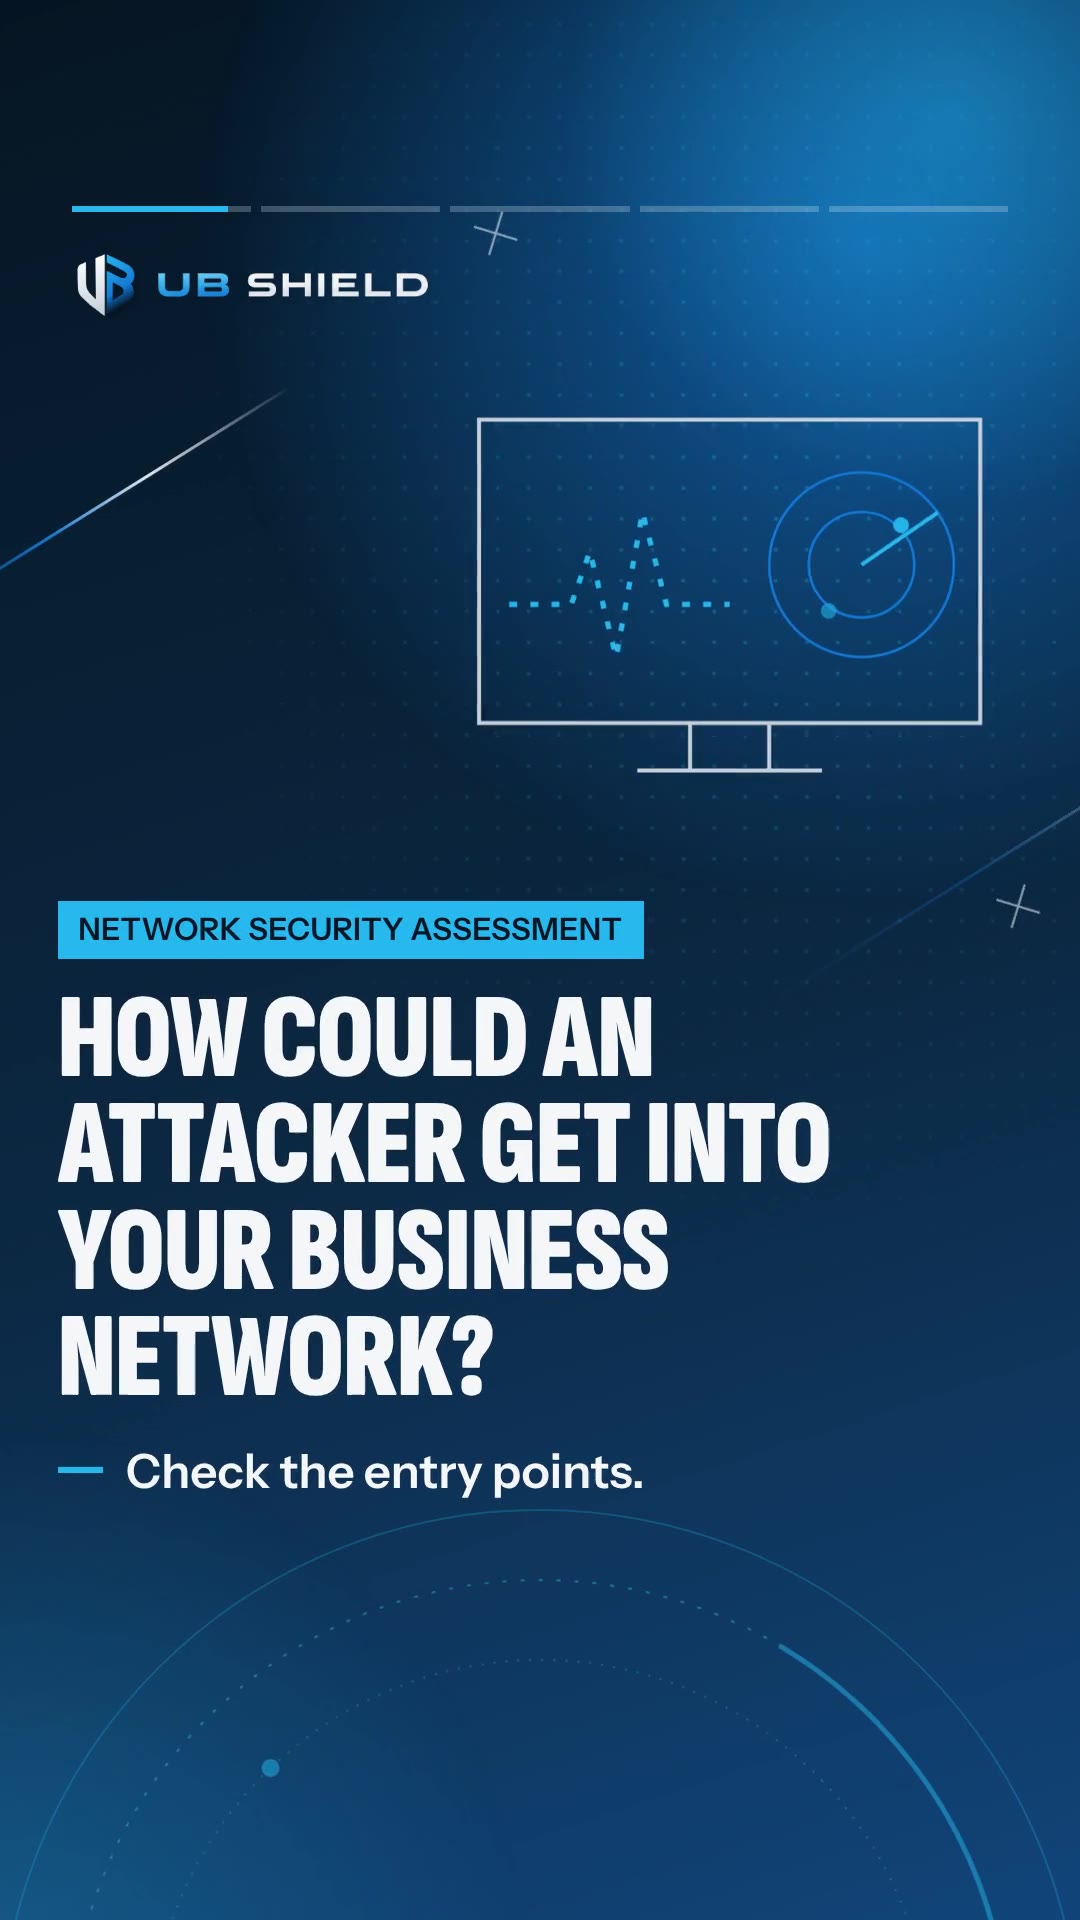 UB SHIELD
NETWORK SECURITY ASSESSMENT
HOW COULD AN
ATTACKER GET INTO
YOUR BUSINESS
NETWORK?
Check the entry points.